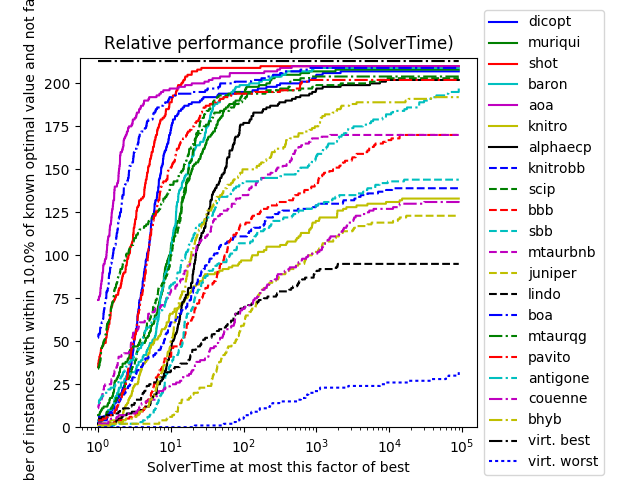 Relative performance profile (SolverTime)
ber of instances with within 10.0% of known optimal value and not fa
200
175
150
125
100
75
50
25
0
10^0
10^1
10^2
10^3
10^4
10^5
SolverTime at most this factor of best
dicopt
muriqui
shot
baron
aoa
knitro
alphaecp
knitrobb
scip
bbb
sbb
mtaurbnb
juniper
lindo
boa
mtaurqg
pavito
antigone
couenne
bhyb
virt. best
virt. worst